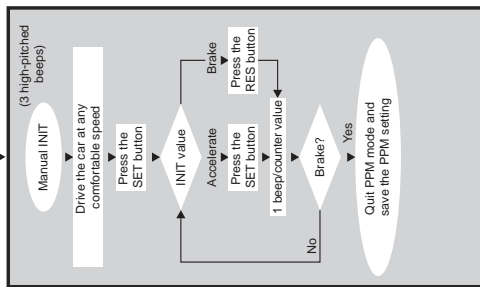 (3 high-pitched
beeps)
Manual INIT
Drive the car at any
comfortable speed
Press the
SET button
INIT value
Accelerate
Brake
Press the
SET button
Press the
RES button
1 beep/counter value
Brake?
No
Yes
Quit PPM mode and
save the PPM setting